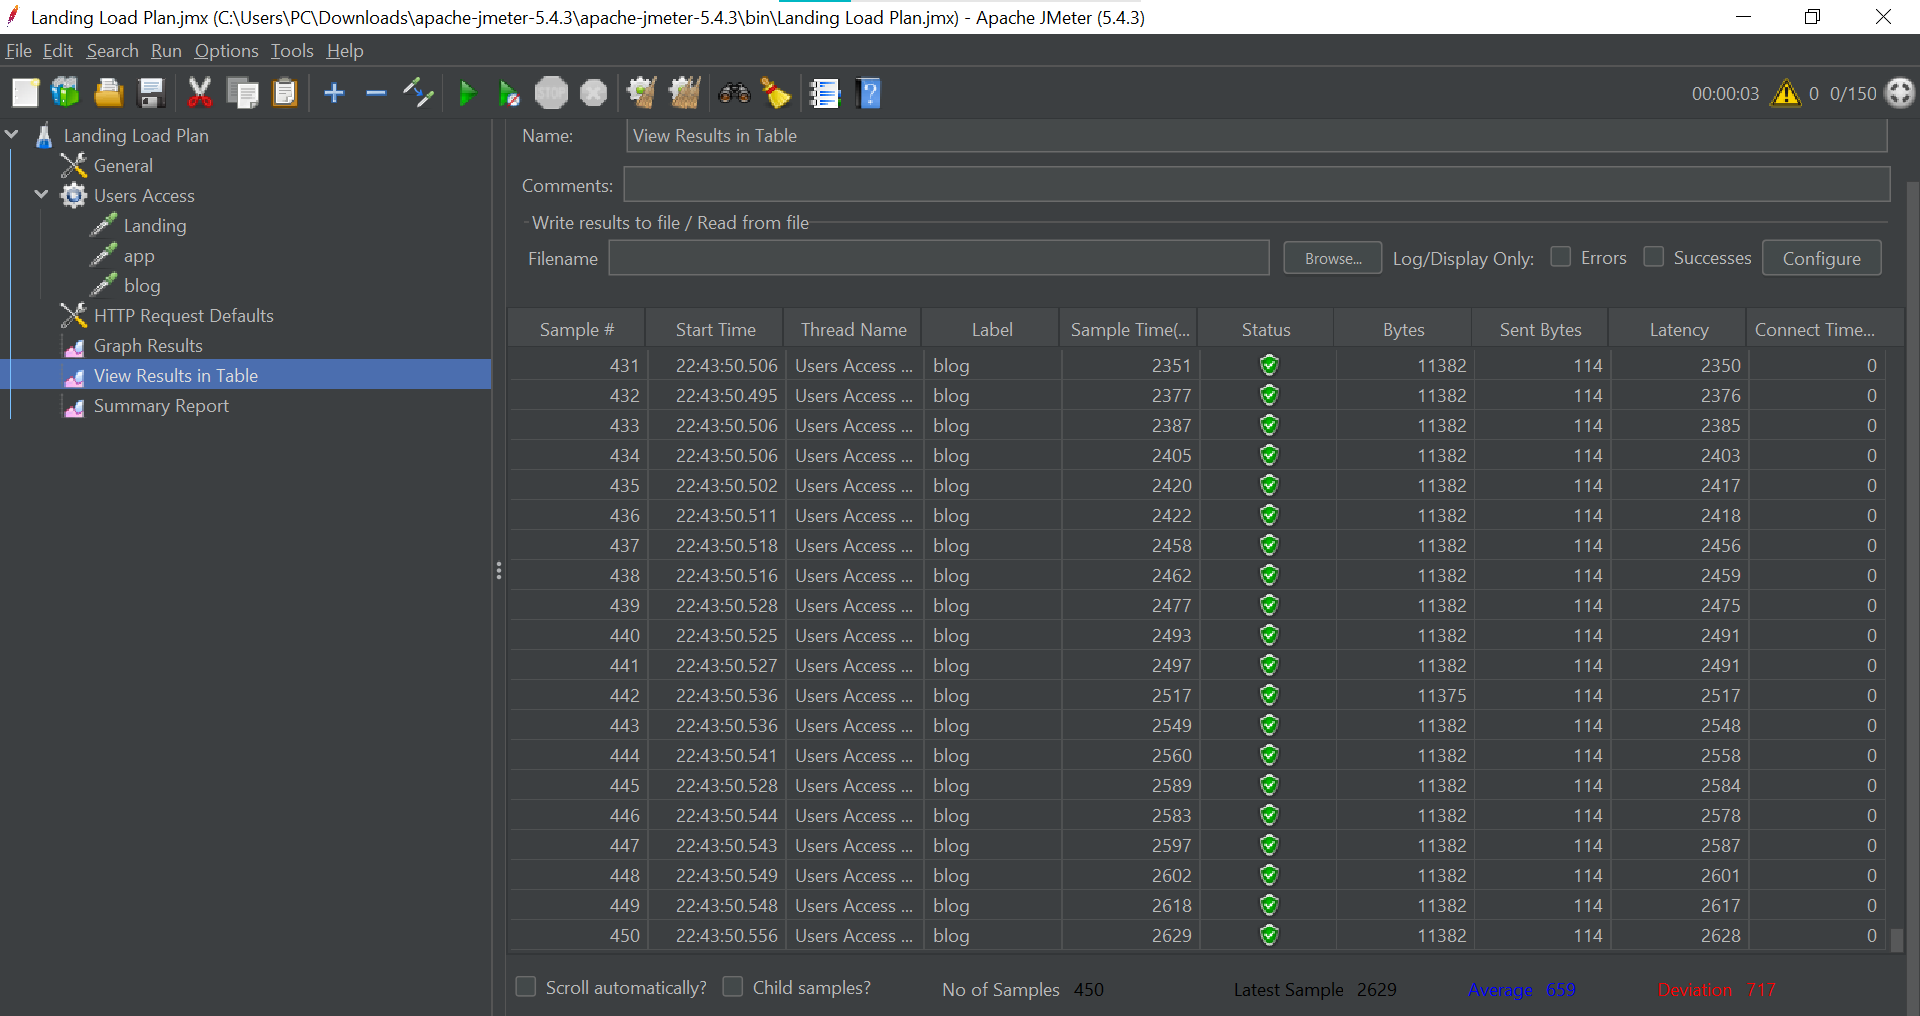 Landing Load Plan.jmx (C:\Users\PC\Downloads\apache-jmeter-5.4.3\apache-jmeter-5.4.3\bin\Landing Load Plan.jmx) - Apache JMeter (5.4.3)
File Edit Search Run Options Tools Help
STOP 00:00:03 0 0/150
Landing Load Plan
General
Users Access
Landing
app
blog
HTTP Request Defaults
Graph Results
View Results in Table
Summary Report
Name: View Results in Table
Comments:
Write results to file / Read from file
Filename Browse... Log/Display Only: Errors Successes Configure
Sample # Start Time Thread Name Label Sample Time(... Status Bytes Sent Bytes Latency Connect Time...
431 22:43:50.506 Users Access ... blog 2351 11382 114 2350 0
432 22:43:50.495 Users Access ... blog 2377 11382 114 2376 0
433 22:43:50.506 Users Access ... blog 2387 11382 114 2385 0
434 22:43:50.506 Users Access ... blog 2405 11382 114 2403 0
435 22:43:50.502 Users Access ... blog 2420 11382 114 2417 0
436 22:43:50.511 Users Access ... blog 2422 11382 114 2418 0
437 22:43:50.518 Users Access ... blog 2458 11382 114 2456 0
438 22:43:50.516 Users Access ... blog 2462 11382 114 2459 0
439 22:43:50.528 Users Access ... blog 2477 11382 114 2475 0
440 22:43:50.525 Users Access ... blog 2493 11382 114 2491 0
441 22:43:50.527 Users Access ... blog 2497 11382 114 2491 0
442 22:43:50.536 Users Access ... blog 2517 11375 114 2517 0
443 22:43:50.536 Users Access ... blog 2549 11382 114 2548 0
444 22:43:50.541 Users Access ... blog 2560 11382 114 2558 0
445 22:43:50.528 Users Access ... blog 2589 11382 114 2584 0
446 22:43:50.544 Users Access ... blog 2583 11382 114 2578 0
447 22:43:50.543 Users Access ... blog 2597 11382 114 2587 0
448 22:43:50.549 Users Access ... blog 2602 11382 114 2601 0
449 22:43:50.548 Users Access ... blog 2618 11382 114 2617 0
450 22:43:50.556 Users Access ... blog 2629 11382 114 2628 0
Scroll automatically? Child samples? No of Samples 450 Latest Sample 2629 Average 659 Deviation 717